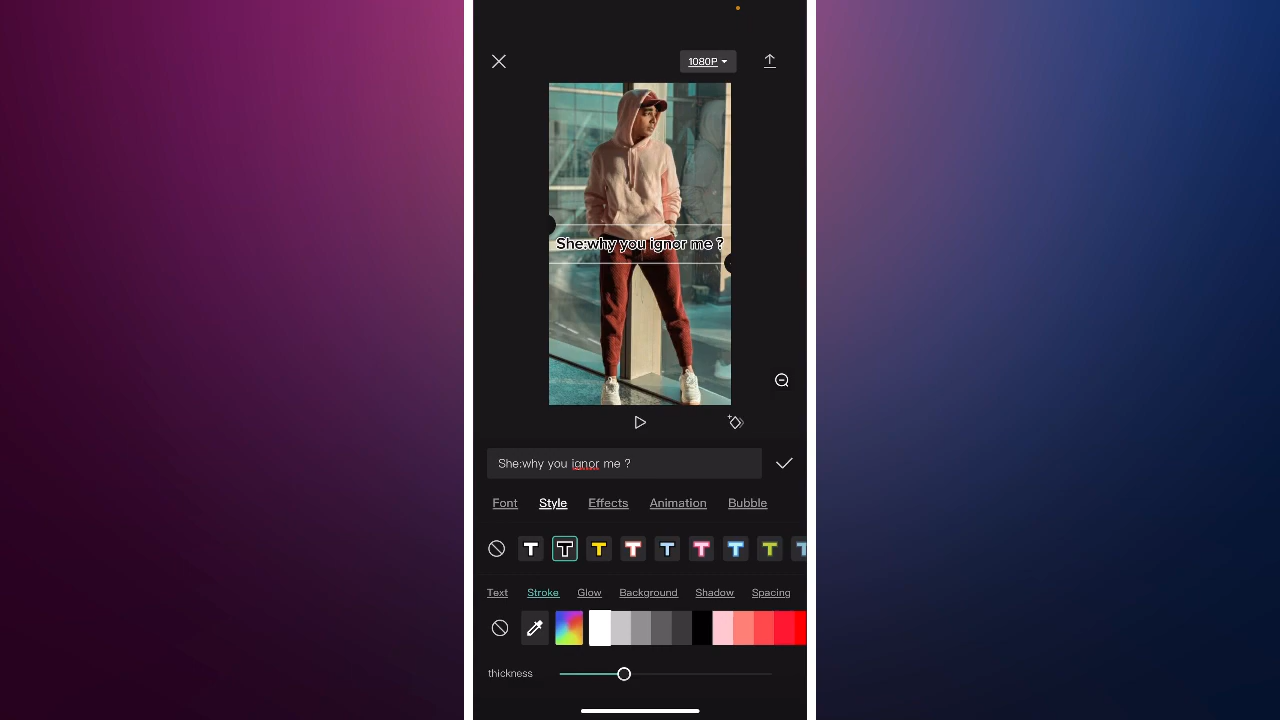 1080P
She:why you ignor me ?
She:why you ignor me ?
Font Style Effects Animation Bubble
T T T T T T T T T
Text Stroke Glow Background Shadow Spacing
thickness